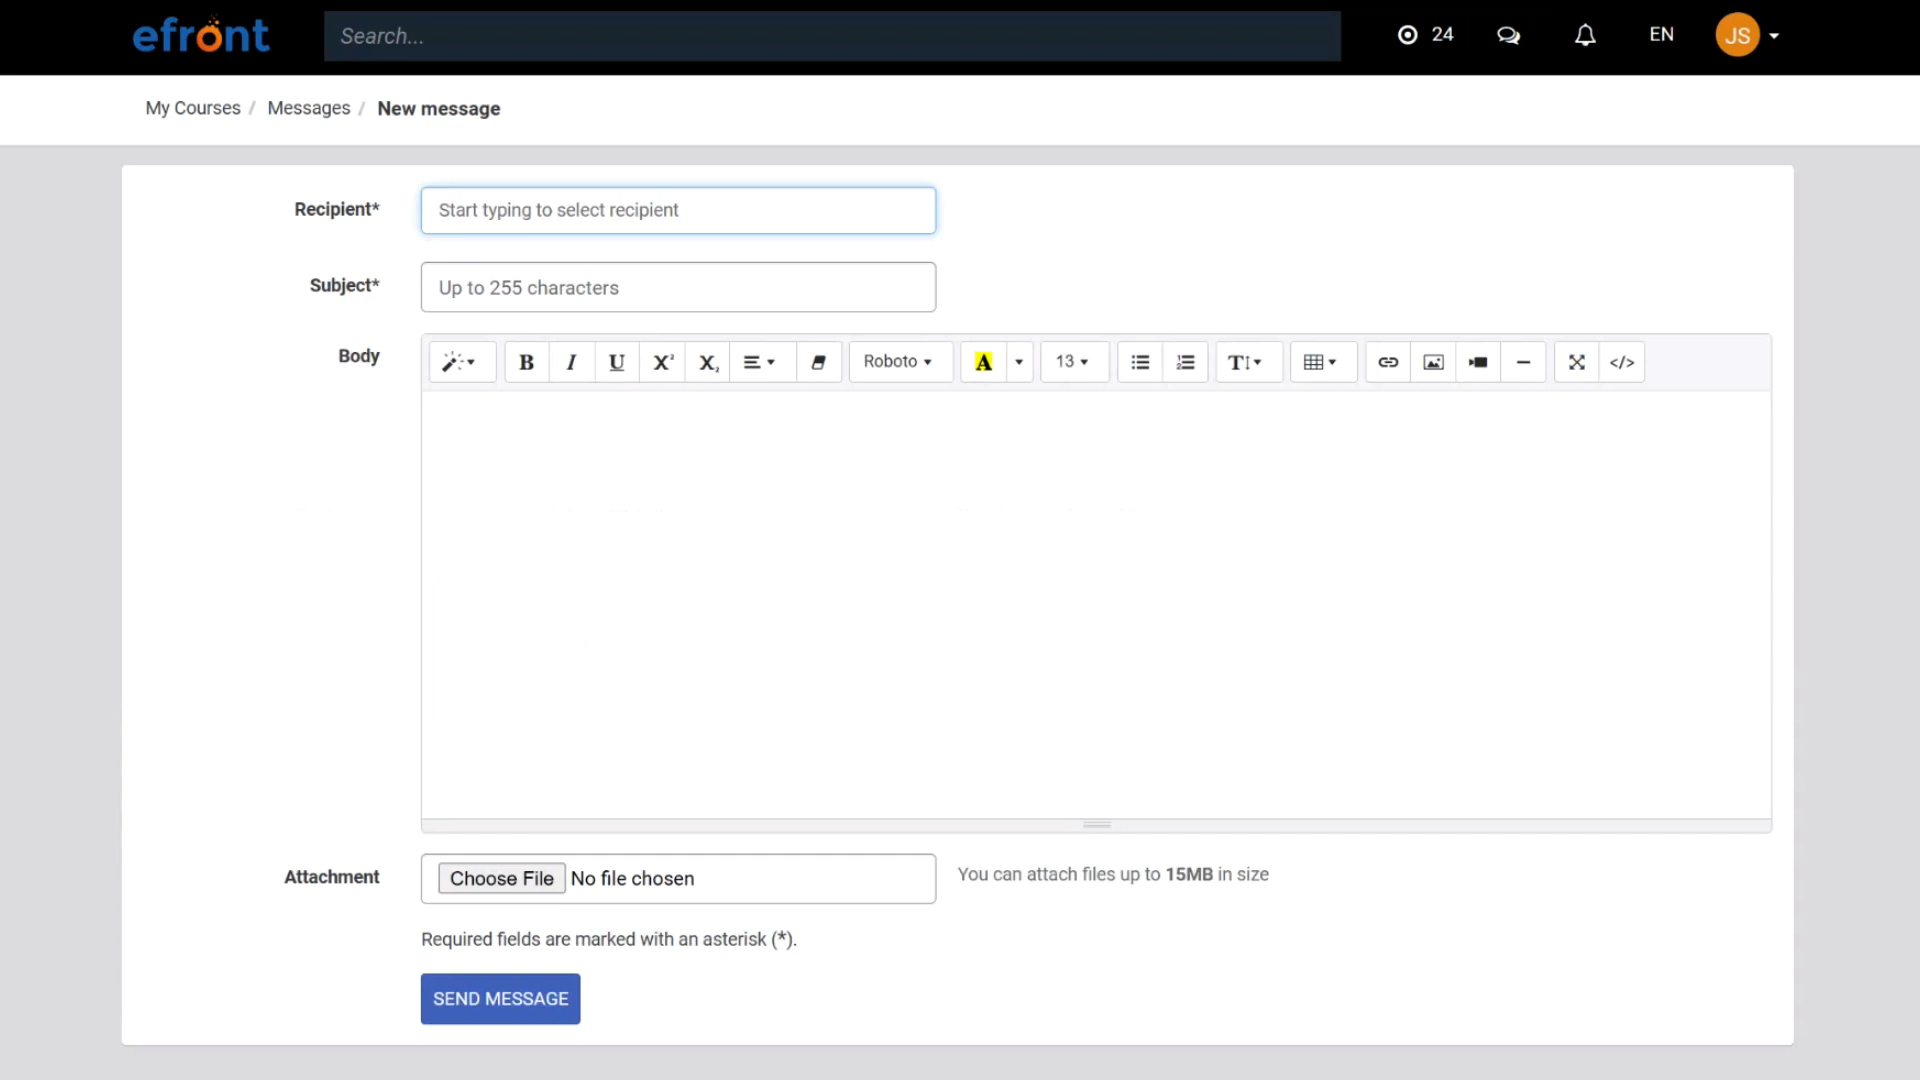 efront
Search...
24
EN
JS
My Courses / Messages / New message
Recipient*
Start typing to select recipient
Subject*
Up to 255 characters
Body
B I U X² X₂ Roboto A 13 T </>
Attachment
Choose File No file chosen
You can attach files up to 15MB in size
Required fields are marked with an asterisk (*).
SEND MESSAGE